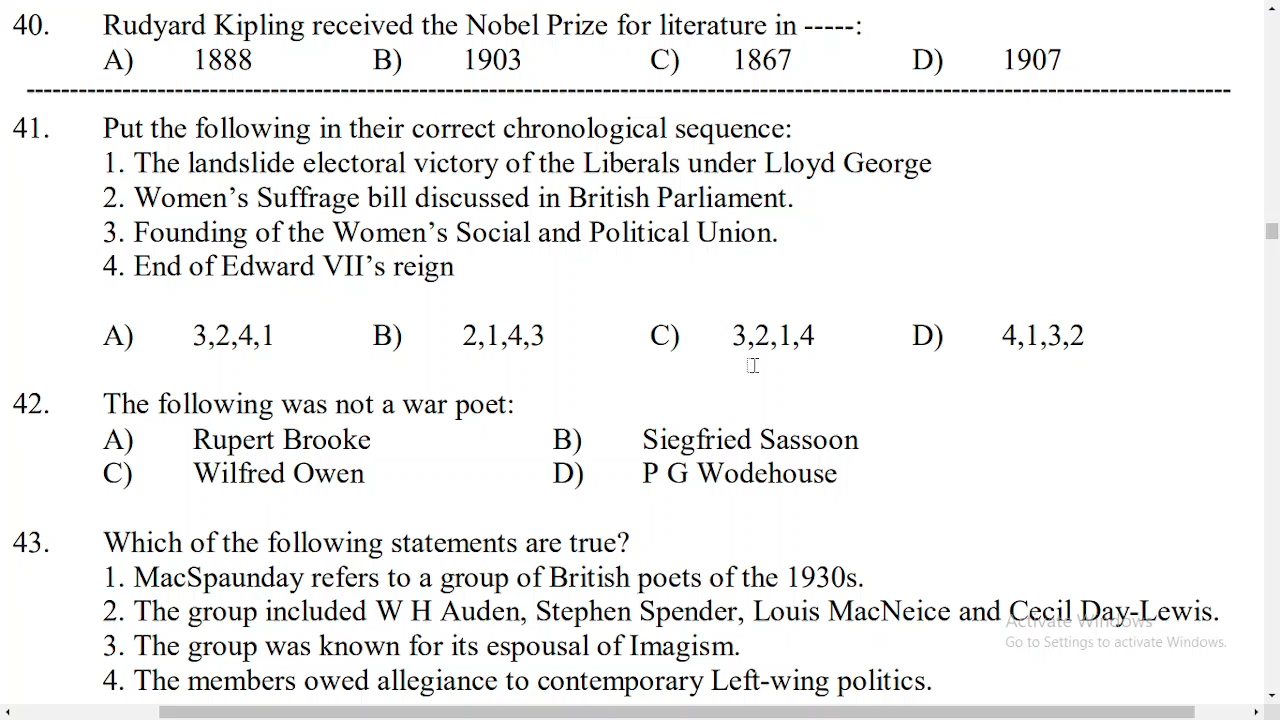 40. Rudyard Kipling received the Nobel Prize for literature in -----:
A) 1888 B) 1903 C) 1867 D) 1907
41. Put the following in their correct chronological sequence:
1. The landslide electoral victory of the Liberals under Lloyd George
2. Women’s Suffrage bill discussed in British Parliament.
3. Founding of the Women’s Social and Political Union.
4. End of Edward VII’s reign
A) 3,2,4,1 B) 2,1,4,3 C) 3,2,1,4 D) 4,1,3,2
42. The following was not a war poet:
A) Rupert Brooke B) Siegfried Sassoon
C) Wilfred Owen D) P G Wodehouse
43. Which of the following statements are true?
1. MacSpaunday refers to a group of British poets of the 1930s.
2. The group included W H Auden, Stephen Spender, Louis MacNeice and Cecil Day-Lewis.
Activate Windows
Go to Settings to activate Windows.
3. The group was known for its espousal of Imagism.
4. The members owed allegiance to contemporary Left-wing politics.